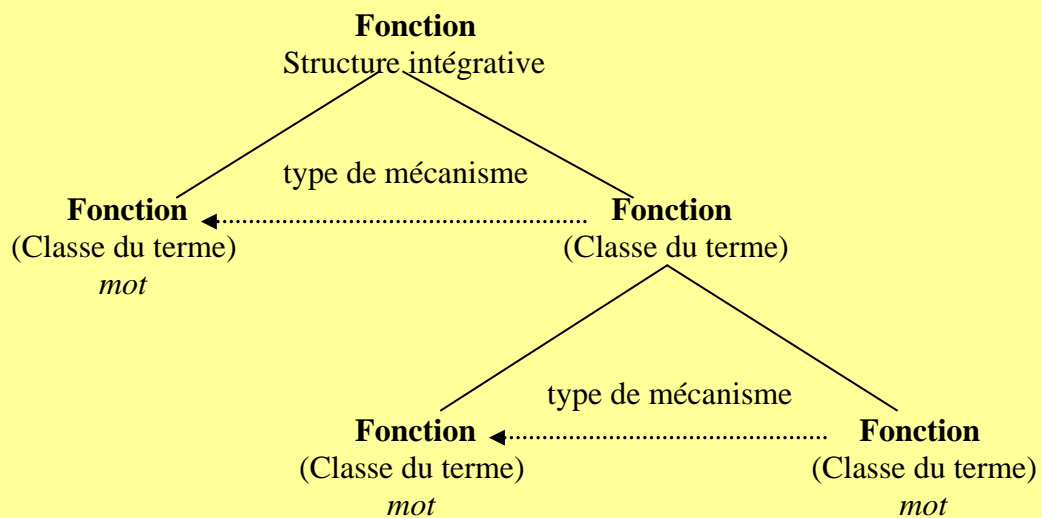 Fonction
Structure intégrative
type de mécanisme
Fonction Fonction
(Classe du terme) (Classe du terme)
mot
type de mécanisme
Fonction Fonction
(Classe du terme) (Classe du terme)
mot mot